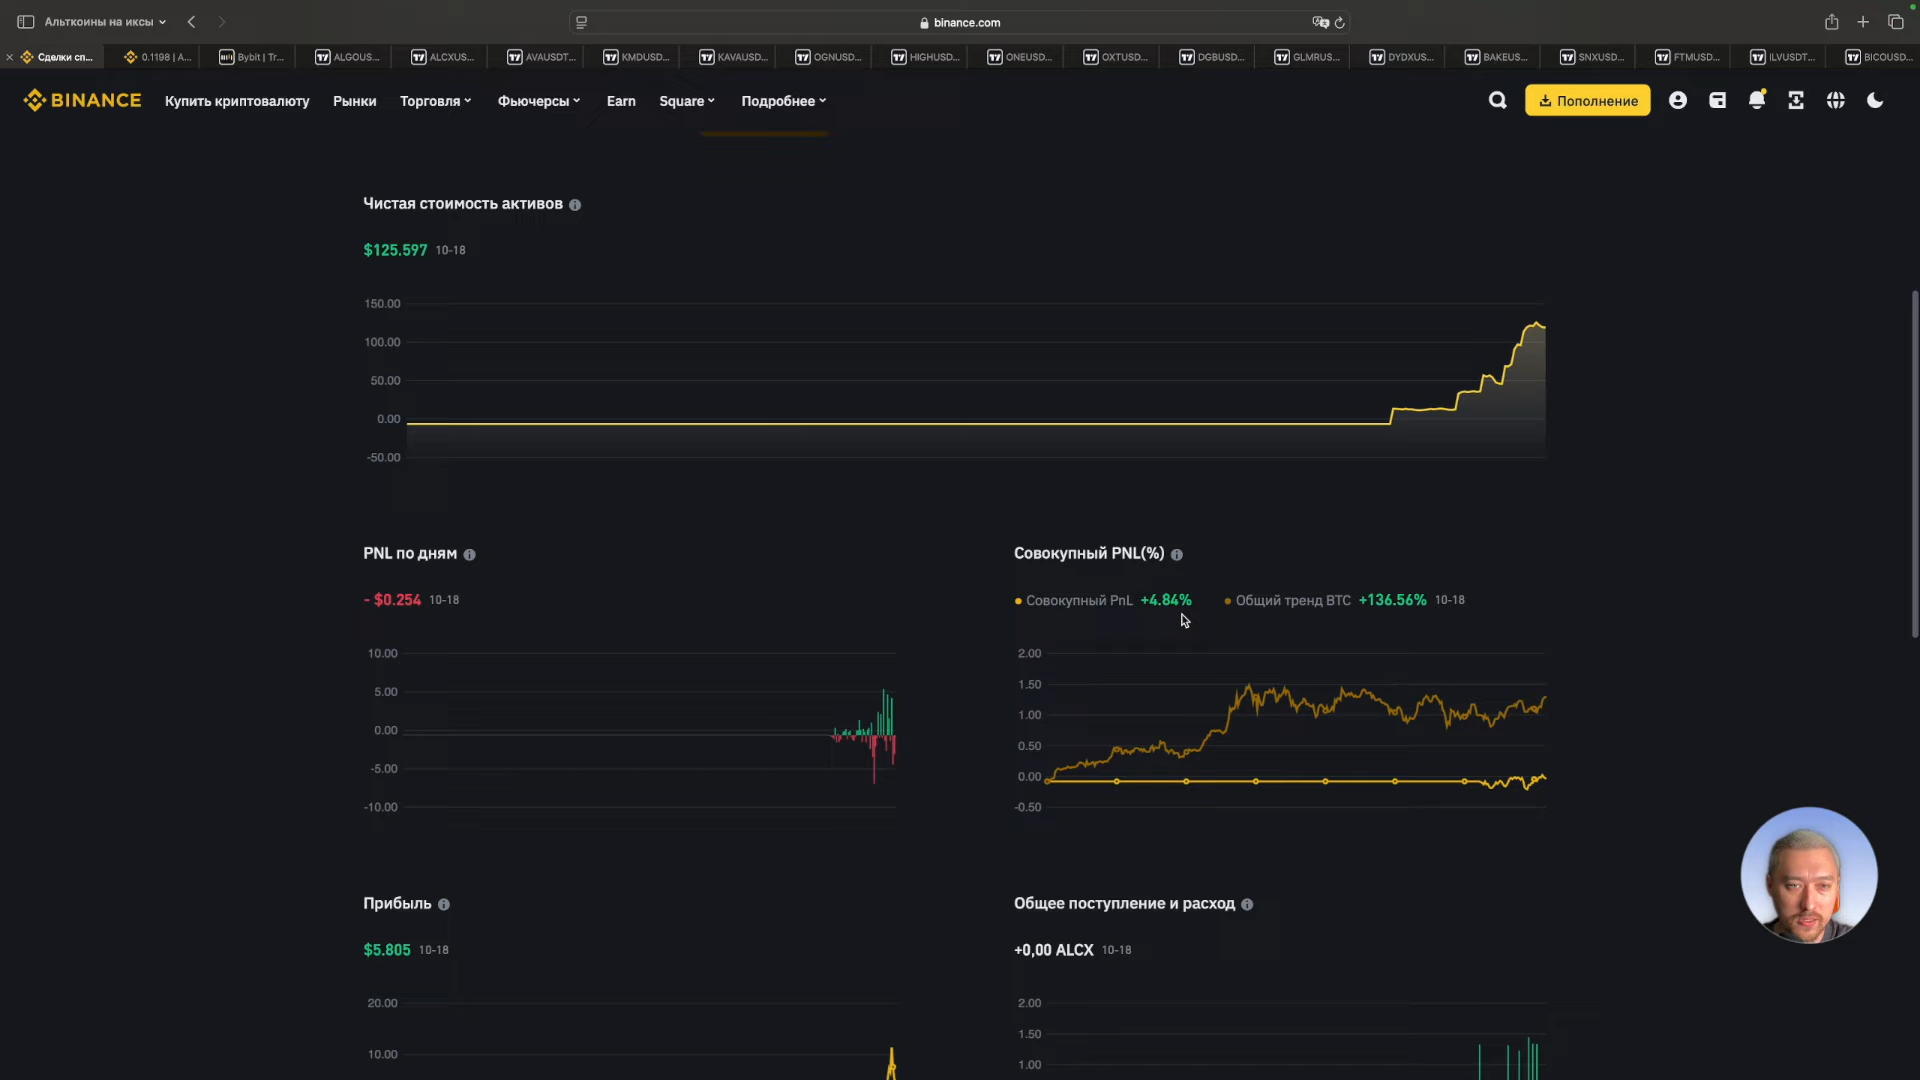 Альткоины на иксы
binance.com
Сделки сп...
0.1198 | A...
Bybit | Tr...
ALGOUS...
ALCXUS...
AVAUSDT...
KMDUSD...
KAVAUSD...
OGNUSD...
HIGHUSD...
ONEUSD...
OXTUSD...
DGBUSD...
GLMRUS...
DYDXUS...
BAKEUS...
SNXUSD...
FTMUSD...
ILVUSDT...
BICOUSD...
BINANCE
Купить криптовалюту
Рынки
Торговля
Фьючерсы
Earn
Square
Подробнее
Пополнение
Чистая стоимость активов
$125.597 10-18
150.00
100.00
50.00
0.00
-50.00
PNL по дням
- $0.254 10-18
10.00
5.00
0.00
-5.00
-10.00
Совокупный PNL(%)
Совокупный PnL +4.84% Общий тренд BTC +136.56% 10-18
2.00
1.50
1.00
0.50
0.00
-0.50
Прибыль
$5.805 10-18
20.00
10.00
Общее поступление и расход
+0,00 ALCX 10-18
2.00
1.50
1.00